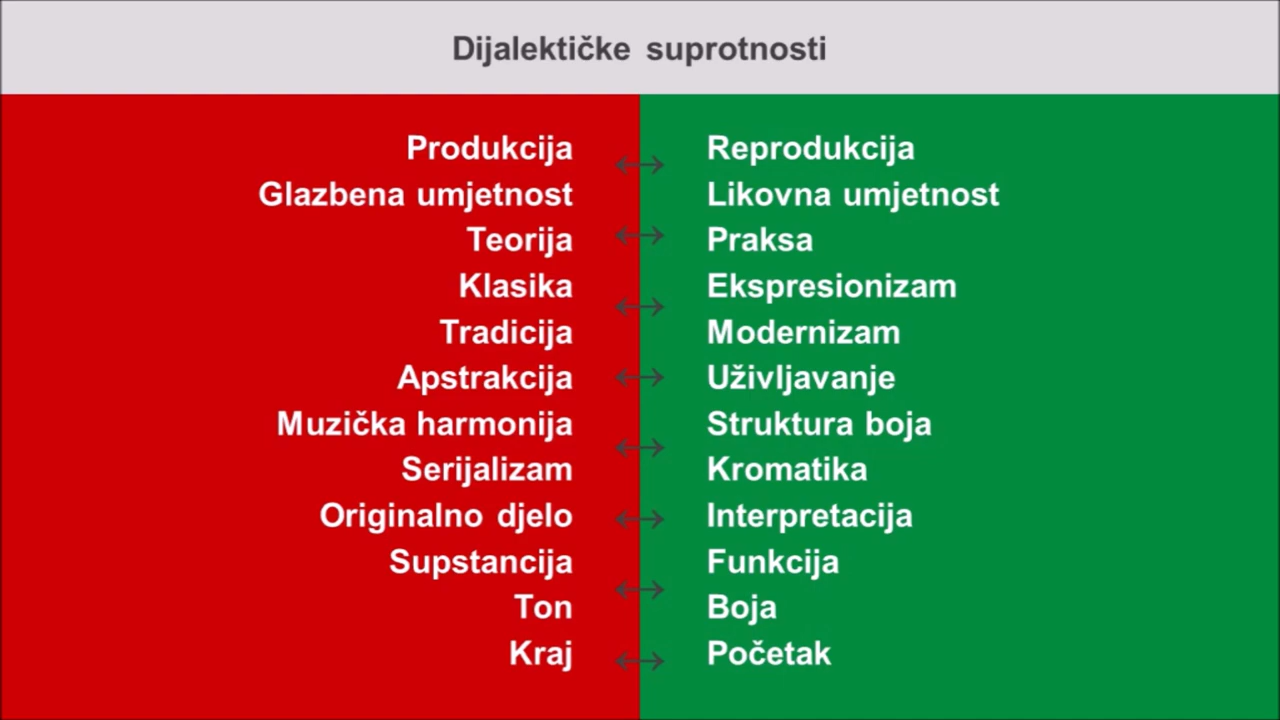 Dijalektičke suprotnosti
Produkcija ↔ Reprodukcija
Glazbena umjetnost Likovna umjetnost
Teorija ↔ Praksa
Klasika ↔ Ekspresionizam
Tradicija Modernizam
Apstrakcija ↔ Uživljavanje
Muzička harmonija ↔ Struktura boja
Serijalizam Kromatika
Originalno djelo ↔ Interpretacija
Supstancija ↔ Funkcija
Ton Boja
Kraj ↔ Početak